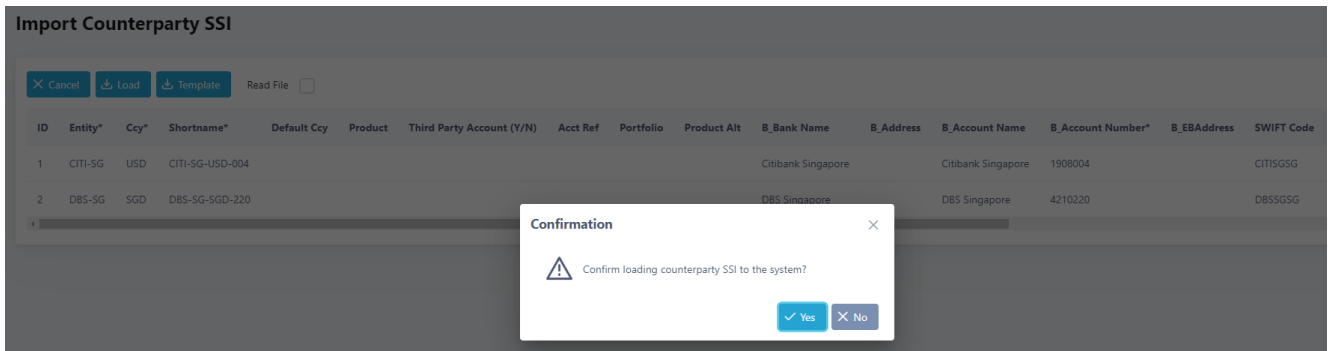 Import Counterparty SSI
Cancel Load Template Read File
ID Entity* Ccy* Shortname* Default Ccy Product Third Party Account (Y/N) Acct Ref Portfolio Product Alt B_Bank Name B_Address B_Account Name B_Account Number* B_EBAddress SWIFT Code
1 CITI-SG USD CITI-SG-USD-004 Citibank Singapore Citibank Singapore 1908004 CITISGSG
2 DBS-SG SGD DBS-SG-SGD-220 DBS Singapore DBS Singapore 4210220 DBSSGSG
Confirmation
Confirm loading counterparty SSI to the system?
Yes No